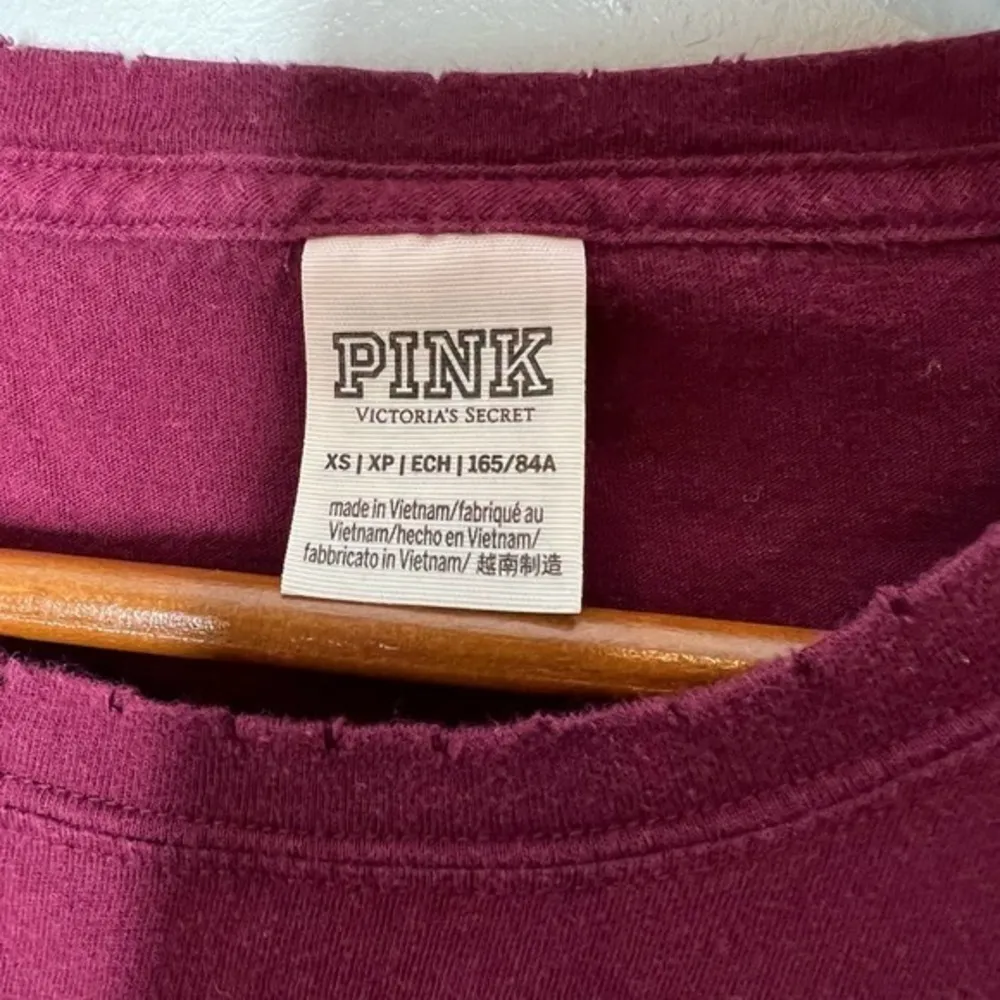 PINK
VICTORIA'S SECRET
XS | XP | ECH | 165/84A
made in Vietnam/fabriqué au
Vietnam/hecho en Vietnam/
fabbricato in Vietnam/ 越南制造